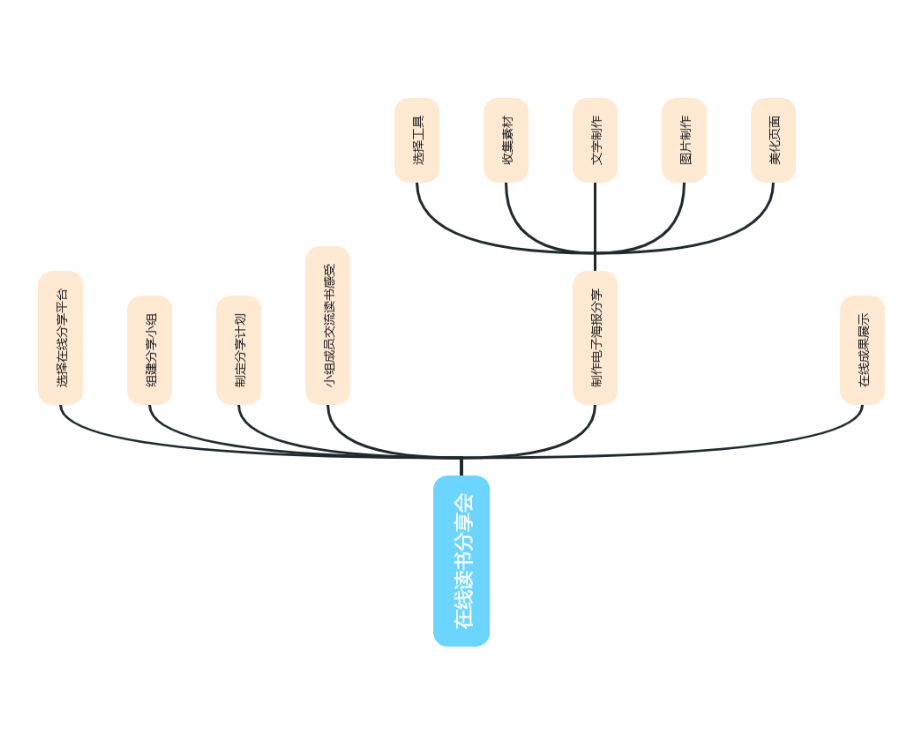 在线读书分享会
选择在线分享平台
组建分享小组
制定分享计划
小组成员交流读书感受
制作电子海报分享
选择工具
收集素材
文字制作
图片制作
美化页面
在线成果展示